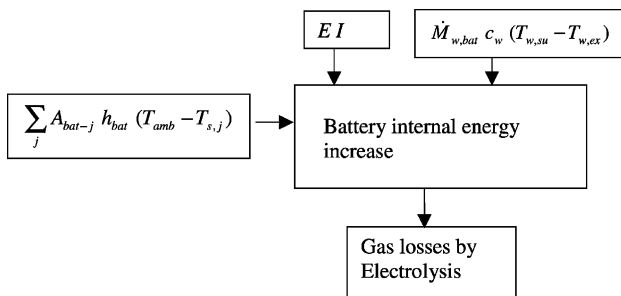 E I
Ṁ_{w,bat} c_w (T_{w,su} − T_{w,ex})
∑_j A_{bat−j} h_{bat} (T_{amb} − T_{s,j})
Battery internal energy
increase
Gas losses by
Electrolysis